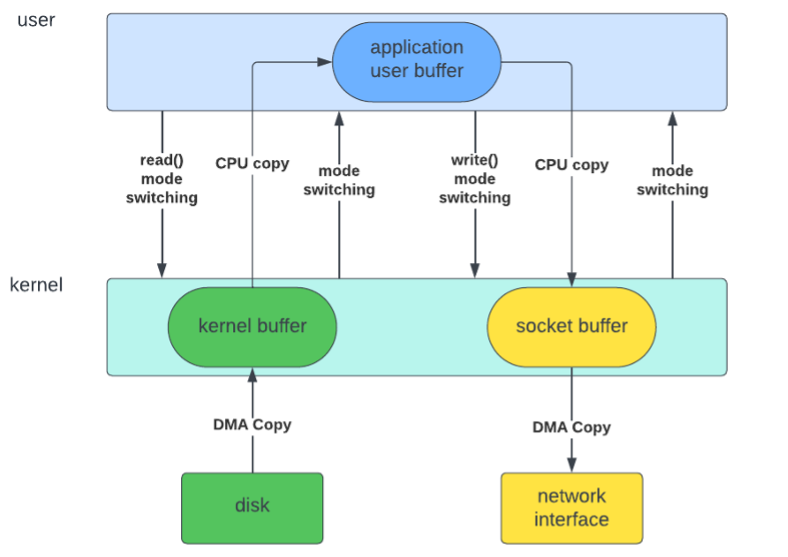 user
application
user buffer
read()
mode
switching
CPU copy
mode
switching
write()
mode
switching
CPU copy
mode
switching
kernel
kernel buffer
socket buffer
DMA Copy
DMA Copy
disk
network
interface